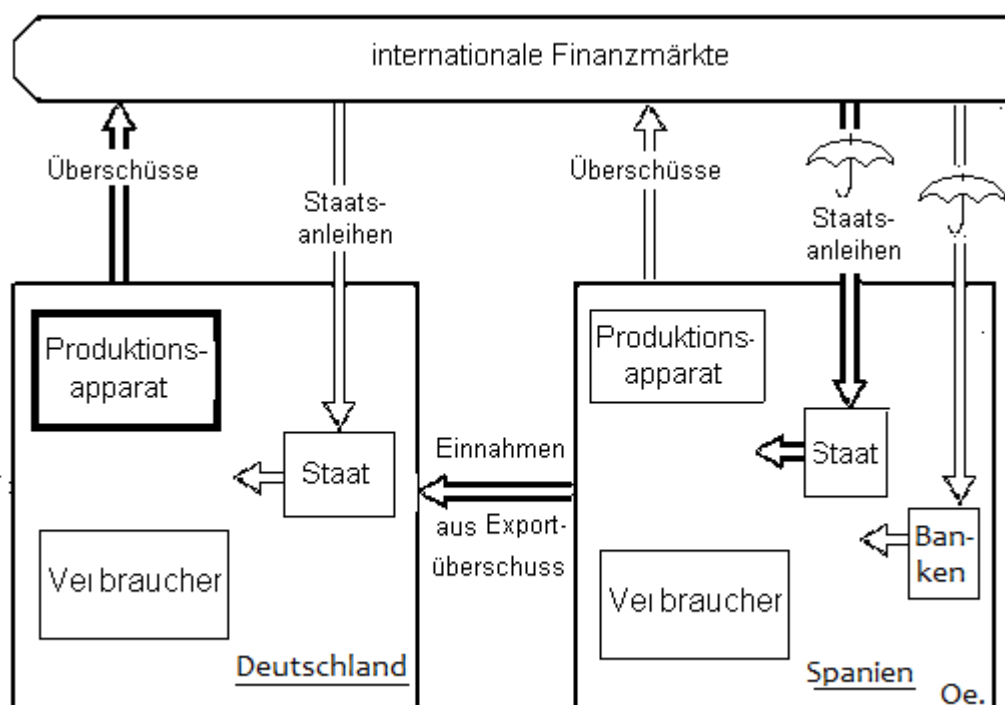 internationale Finanzmärkte
Überschüsse
Staats-
anleihen
Überschüsse
Staats-
anleihen
Produktions-
apparat
Staat
Verbraucher
Deutschland
Einnahmen
aus Export-
überschuss
Produktions-
apparat
Staat
Ban-
ken
Verbraucher
Spanien
Oe.